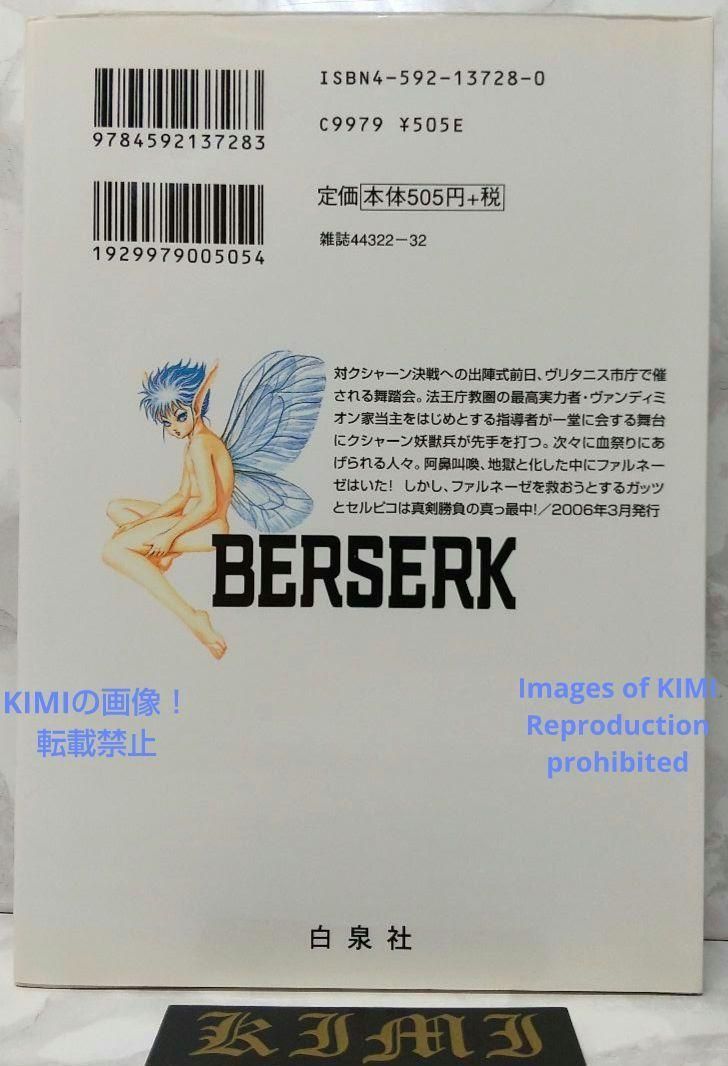 ISBN4-592-13728-0
C9979 ¥505E
9784592137283
定価 本体505円+税
雑誌44322-32
1929979005054
対クシャーン決戦への出陣式前日、ヴリタニス市庁で催
される舞踏会。法王庁教圏の最高実力者・ヴァンディミ
オン家当主をはじめとする指導者が一堂に会する舞台
にクシャーン妖獣兵が先手を打つ。次々に血祭りにあ
げられる人々。阿鼻叫喚、地獄と化した中にファルネー
ゼはいた! しかし、ファルネーゼを救おうとするガッツ
とセルピコは真剣勝負の真っ最中!/2006年3月発行
BERSERK
KIMIの画像!
転載禁止
Images of KIMI.
Reproduction
prohibited
白泉社
KIMI